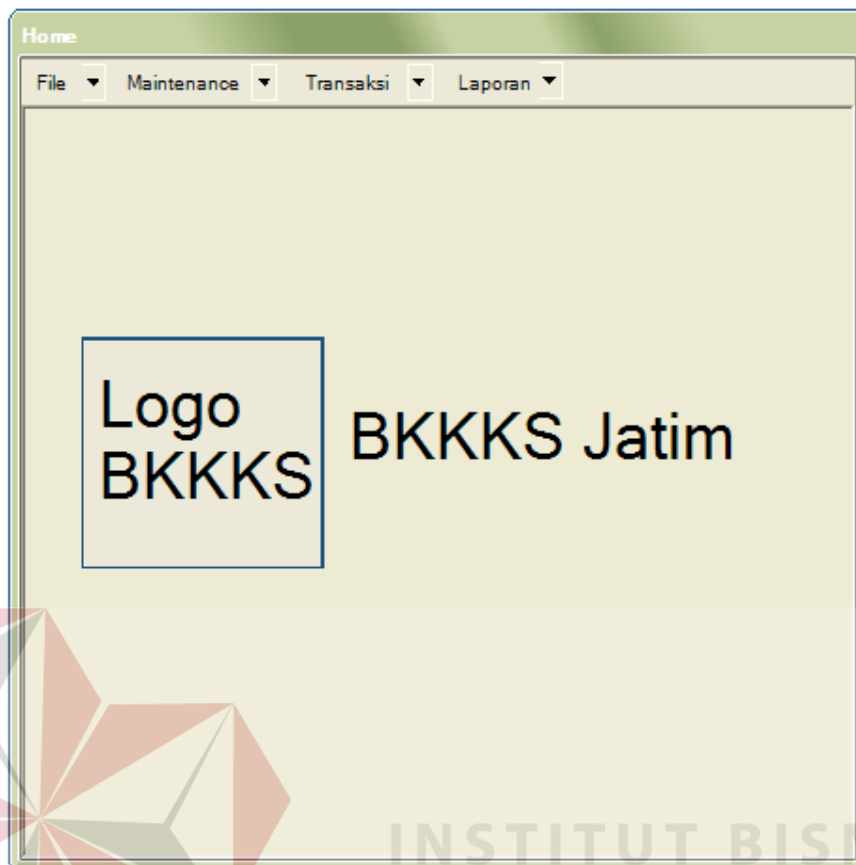 Home
File Maintenance Transaksi Laporan
Logo
BKKKS
BKKKS Jatim
INSTITUT BIS